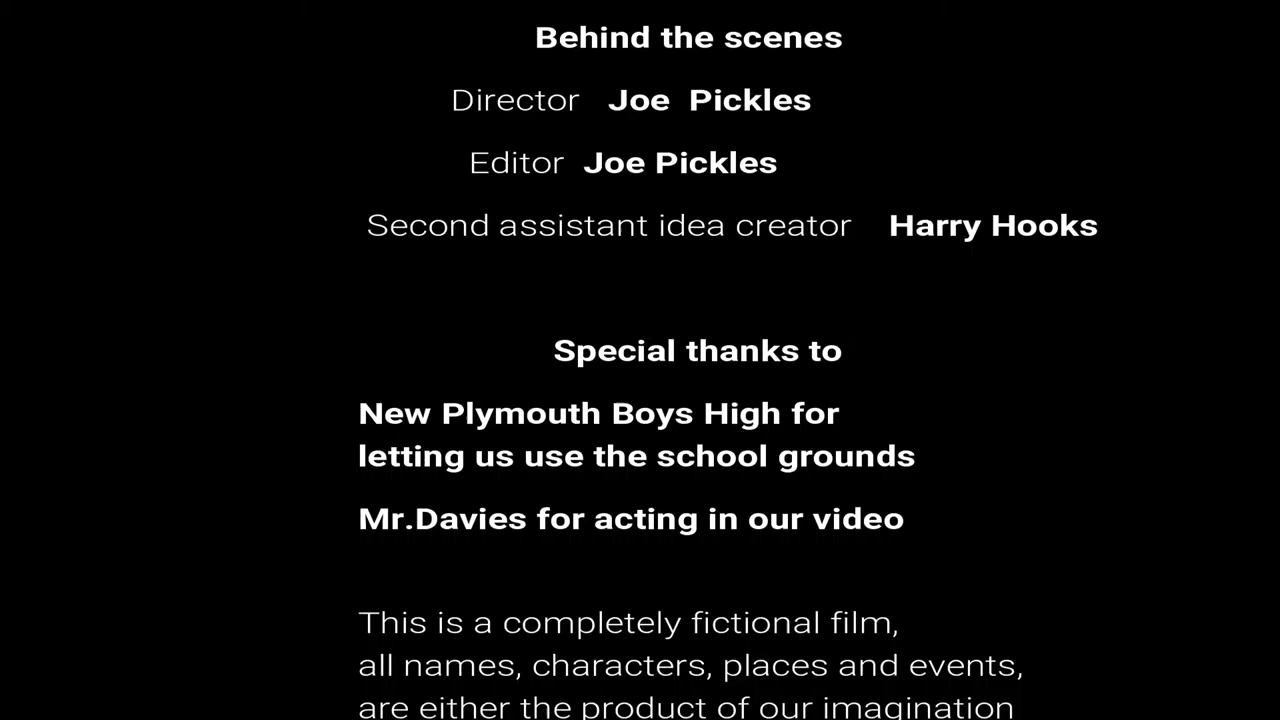 Behind the scenes
Director Joe Pickles
Editor Joe Pickles
Second assistant idea creator Harry Hooks
Special thanks to
New Plymouth Boys High for
letting us use the school grounds
Mr.Davies for acting in our video
This is a completely fictional film,
all names, characters, places and events,
are either the product of our imagination